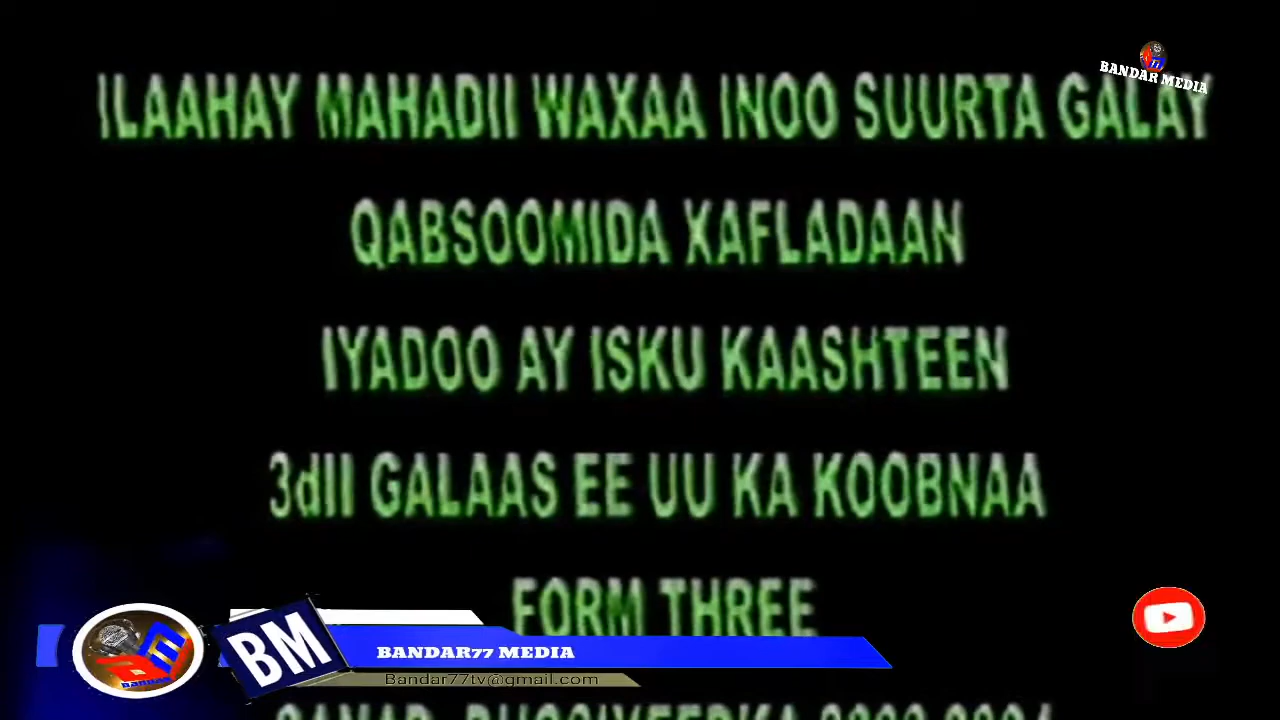 BANDAR MEDIA
ILAAHAY MAHADII WAXAA INOO SUURTA GALAY
QABSOOMIDA XAFLADAAN
IYADOO AY ISKU KAASHTEEN
3dII GALAAS EE UU KA KOOBNAA
FORM THREE
BM
BANDAR77 MEDIA
Bandar77tv@gmail.com
BANDAR